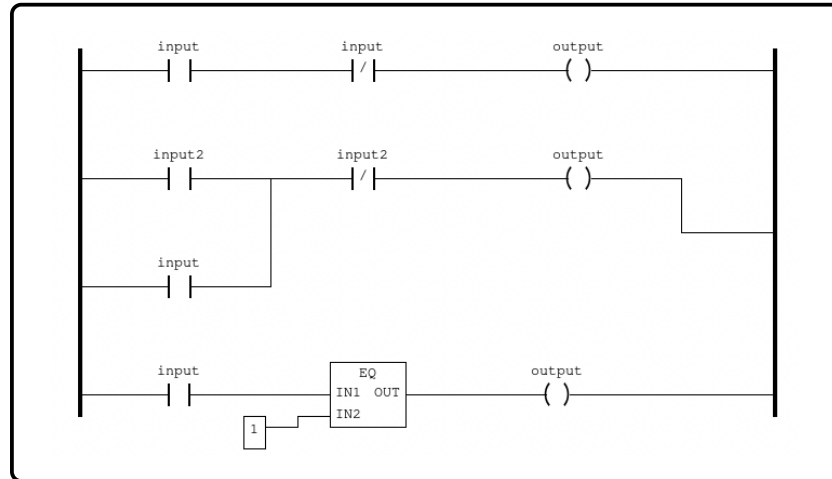 input input output
input2 input2 output
input
input EQ output
IN1 OUT
1 IN2